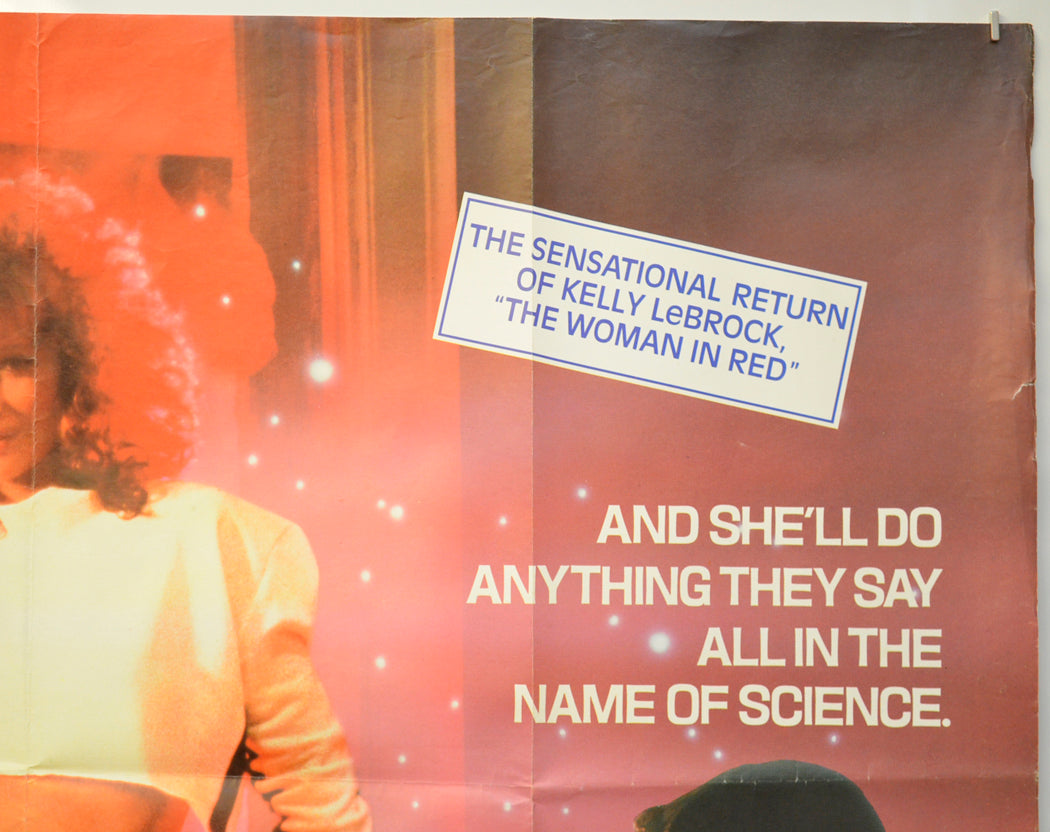 THE SENSATIONAL RETURN
OF KELLY LeBROCK,
“THE WOMAN IN RED”
AND SHE’LL DO
ANYTHING THEY SAY
ALL IN THE
NAME OF SCIENCE.